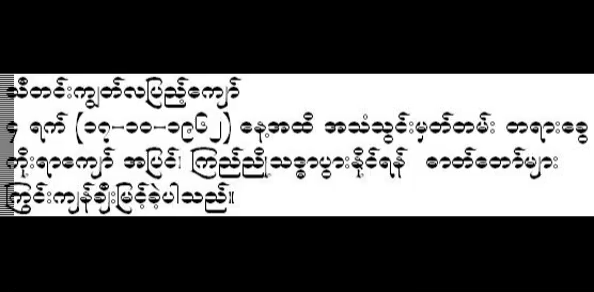 သီတင်းကျွတ်လပြည့်ကျော်
၄ ရက် (၁၇-၁၀-၁၉၆၂) နေ့အထိ အသံသွင်းမှတ်တမ်း တရားခွေ
ကိုးရာကျော် အပြင်၊ ကြည်ညိုသဒ္ဓာပွားနိုင်ရန် ဓာတ်တော်များ
ကြွင်းကျန်ချီးမြှင့်ခဲ့ပါသည်။